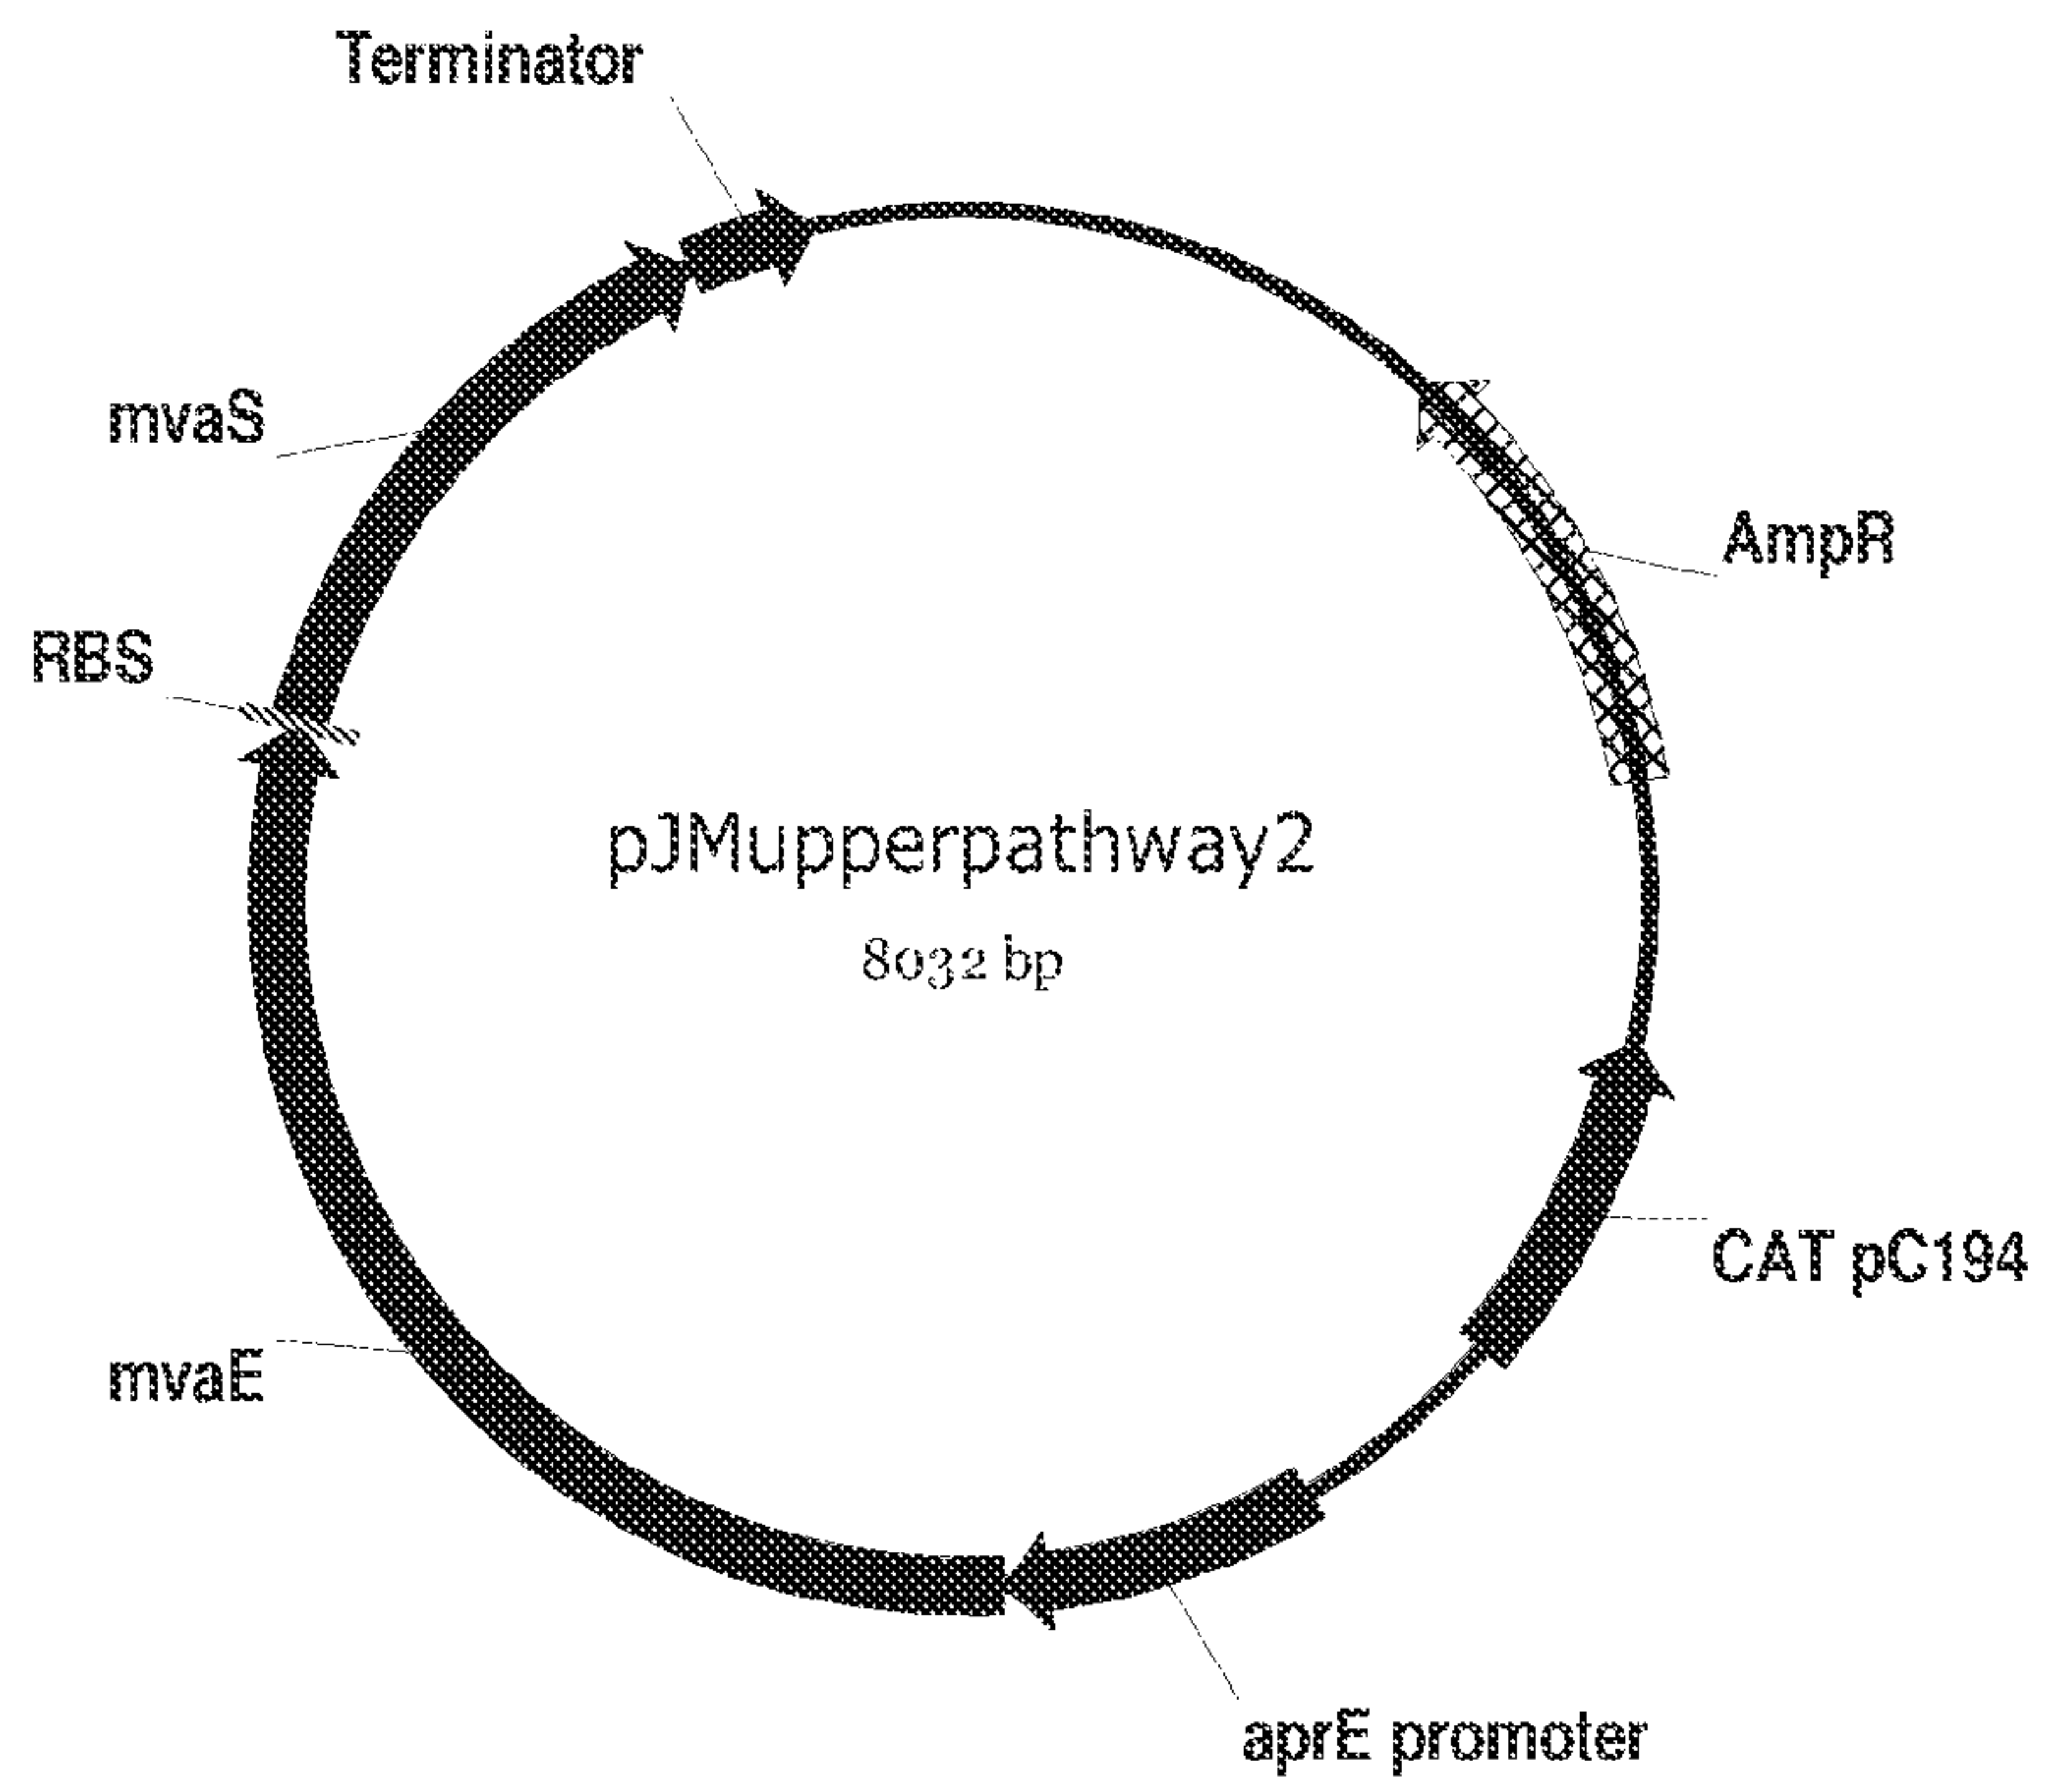 Terminator
mvaS
AmpR
RBS
pJMupperpathway2
8032 bp
CAT pC194
mvaE
aprE promoter